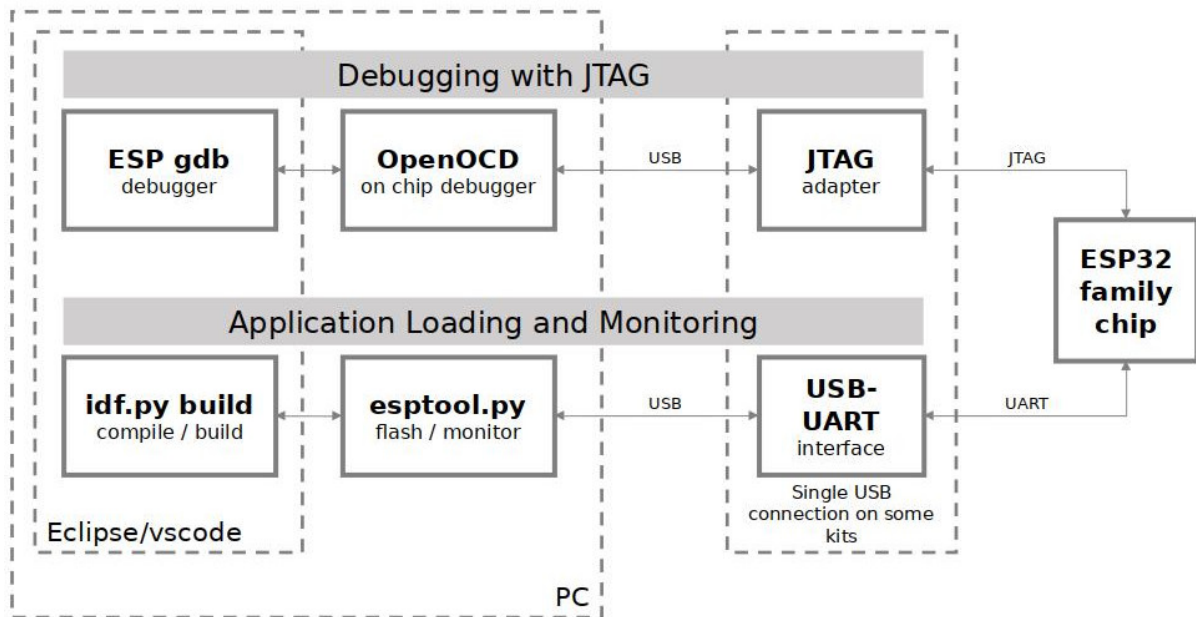 Debugging with JTAG
ESP gdb
debugger
OpenOCD
on chip debugger
USB
JTAG
adapter
JTAG
ESP32
family
chip
Application Loading and Monitoring
idf.py build
compile / build
esptool.py
flash / monitor
USB
USB-
UART
interface
UART
Single USB
connection on some
kits
Eclipse/vscode
PC